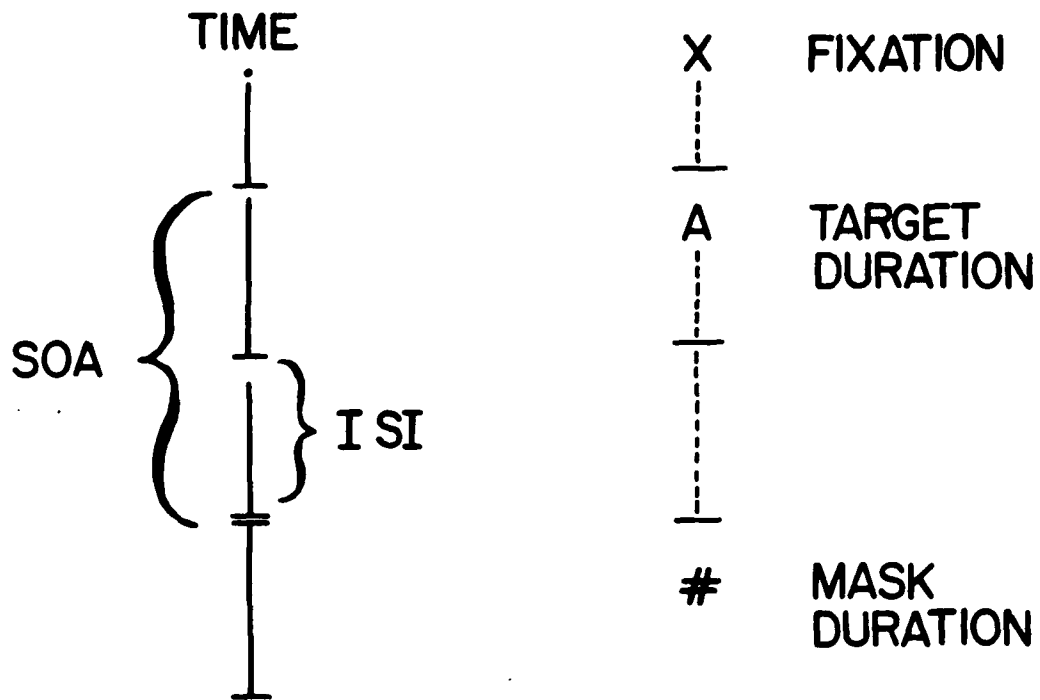 TIME
SOA
ISI
X FIXATION
A TARGET
DURATION
# MASK
DURATION